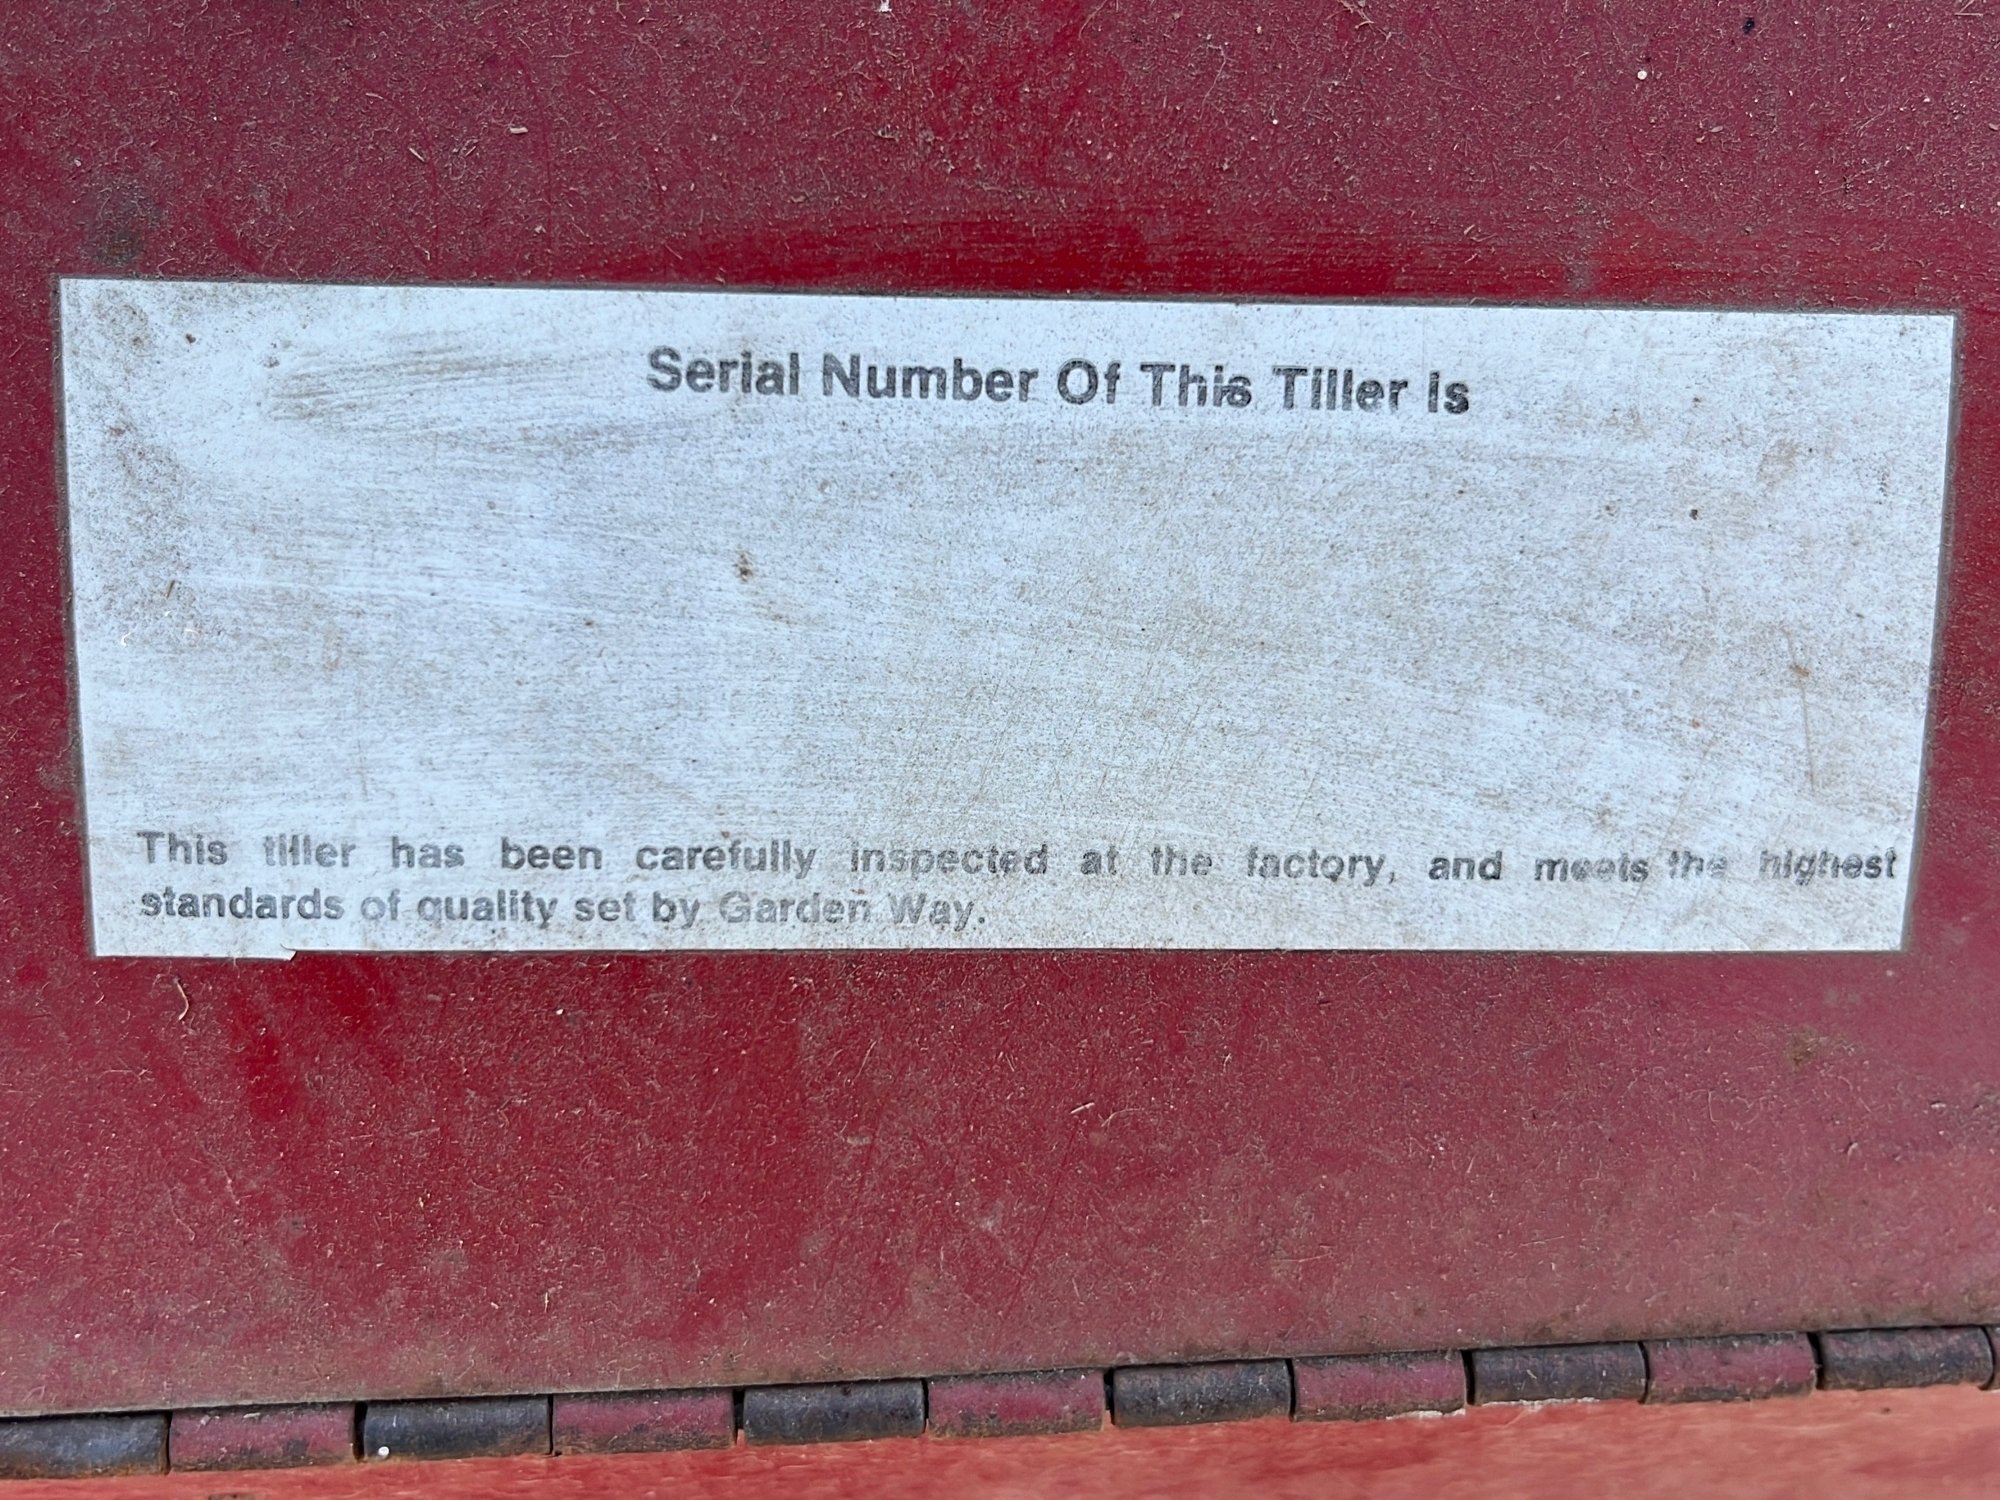 Serial Number Of This Tiller Is
This tiller has been carefully inspected at the factory, and meets the highest
standards of quality set by Garden Way.